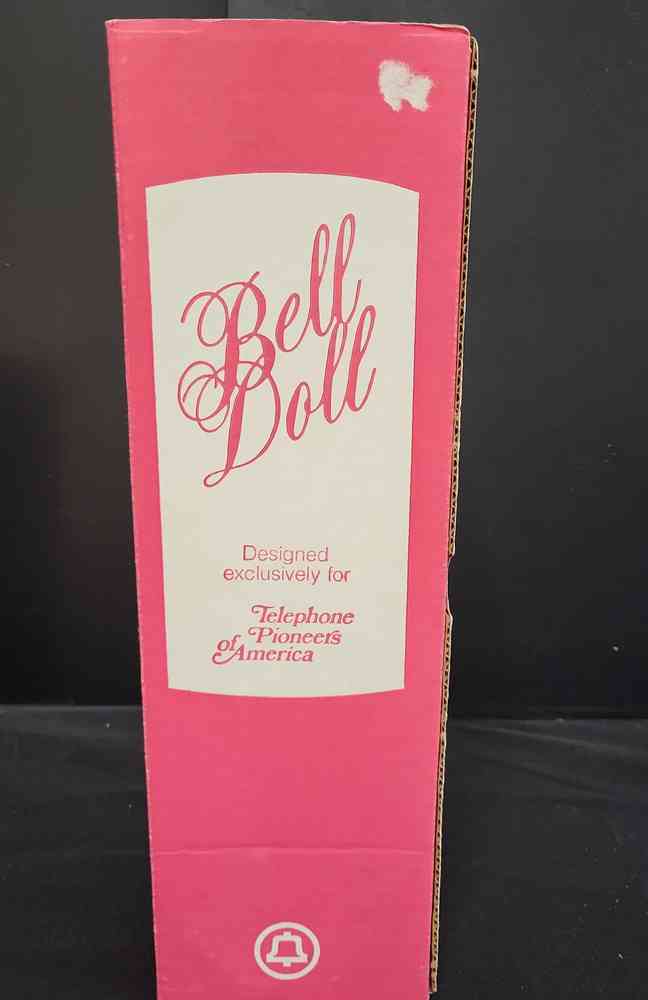 Bell
Doll
Designed
exclusively for
Telephone
Pioneers
of America